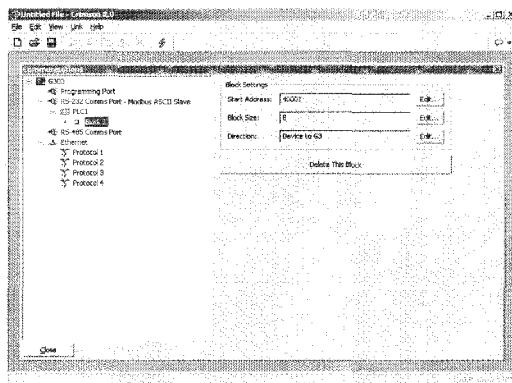 Untitled File - Crimson 2.0
File Edit View Link Help
G303
Programming Port
RS-232 Comms Port - Modbus ASCII Slave
PLC1
RS-485 Comms Port
Ethernet
Protocol 1
Protocol 2
Protocol 3
Protocol 4
Block Settings
Start Address: 40001 Edit...
Block Size: 8 Edit...
Direction: Device to G3 Edit...
Delete This Block
Close